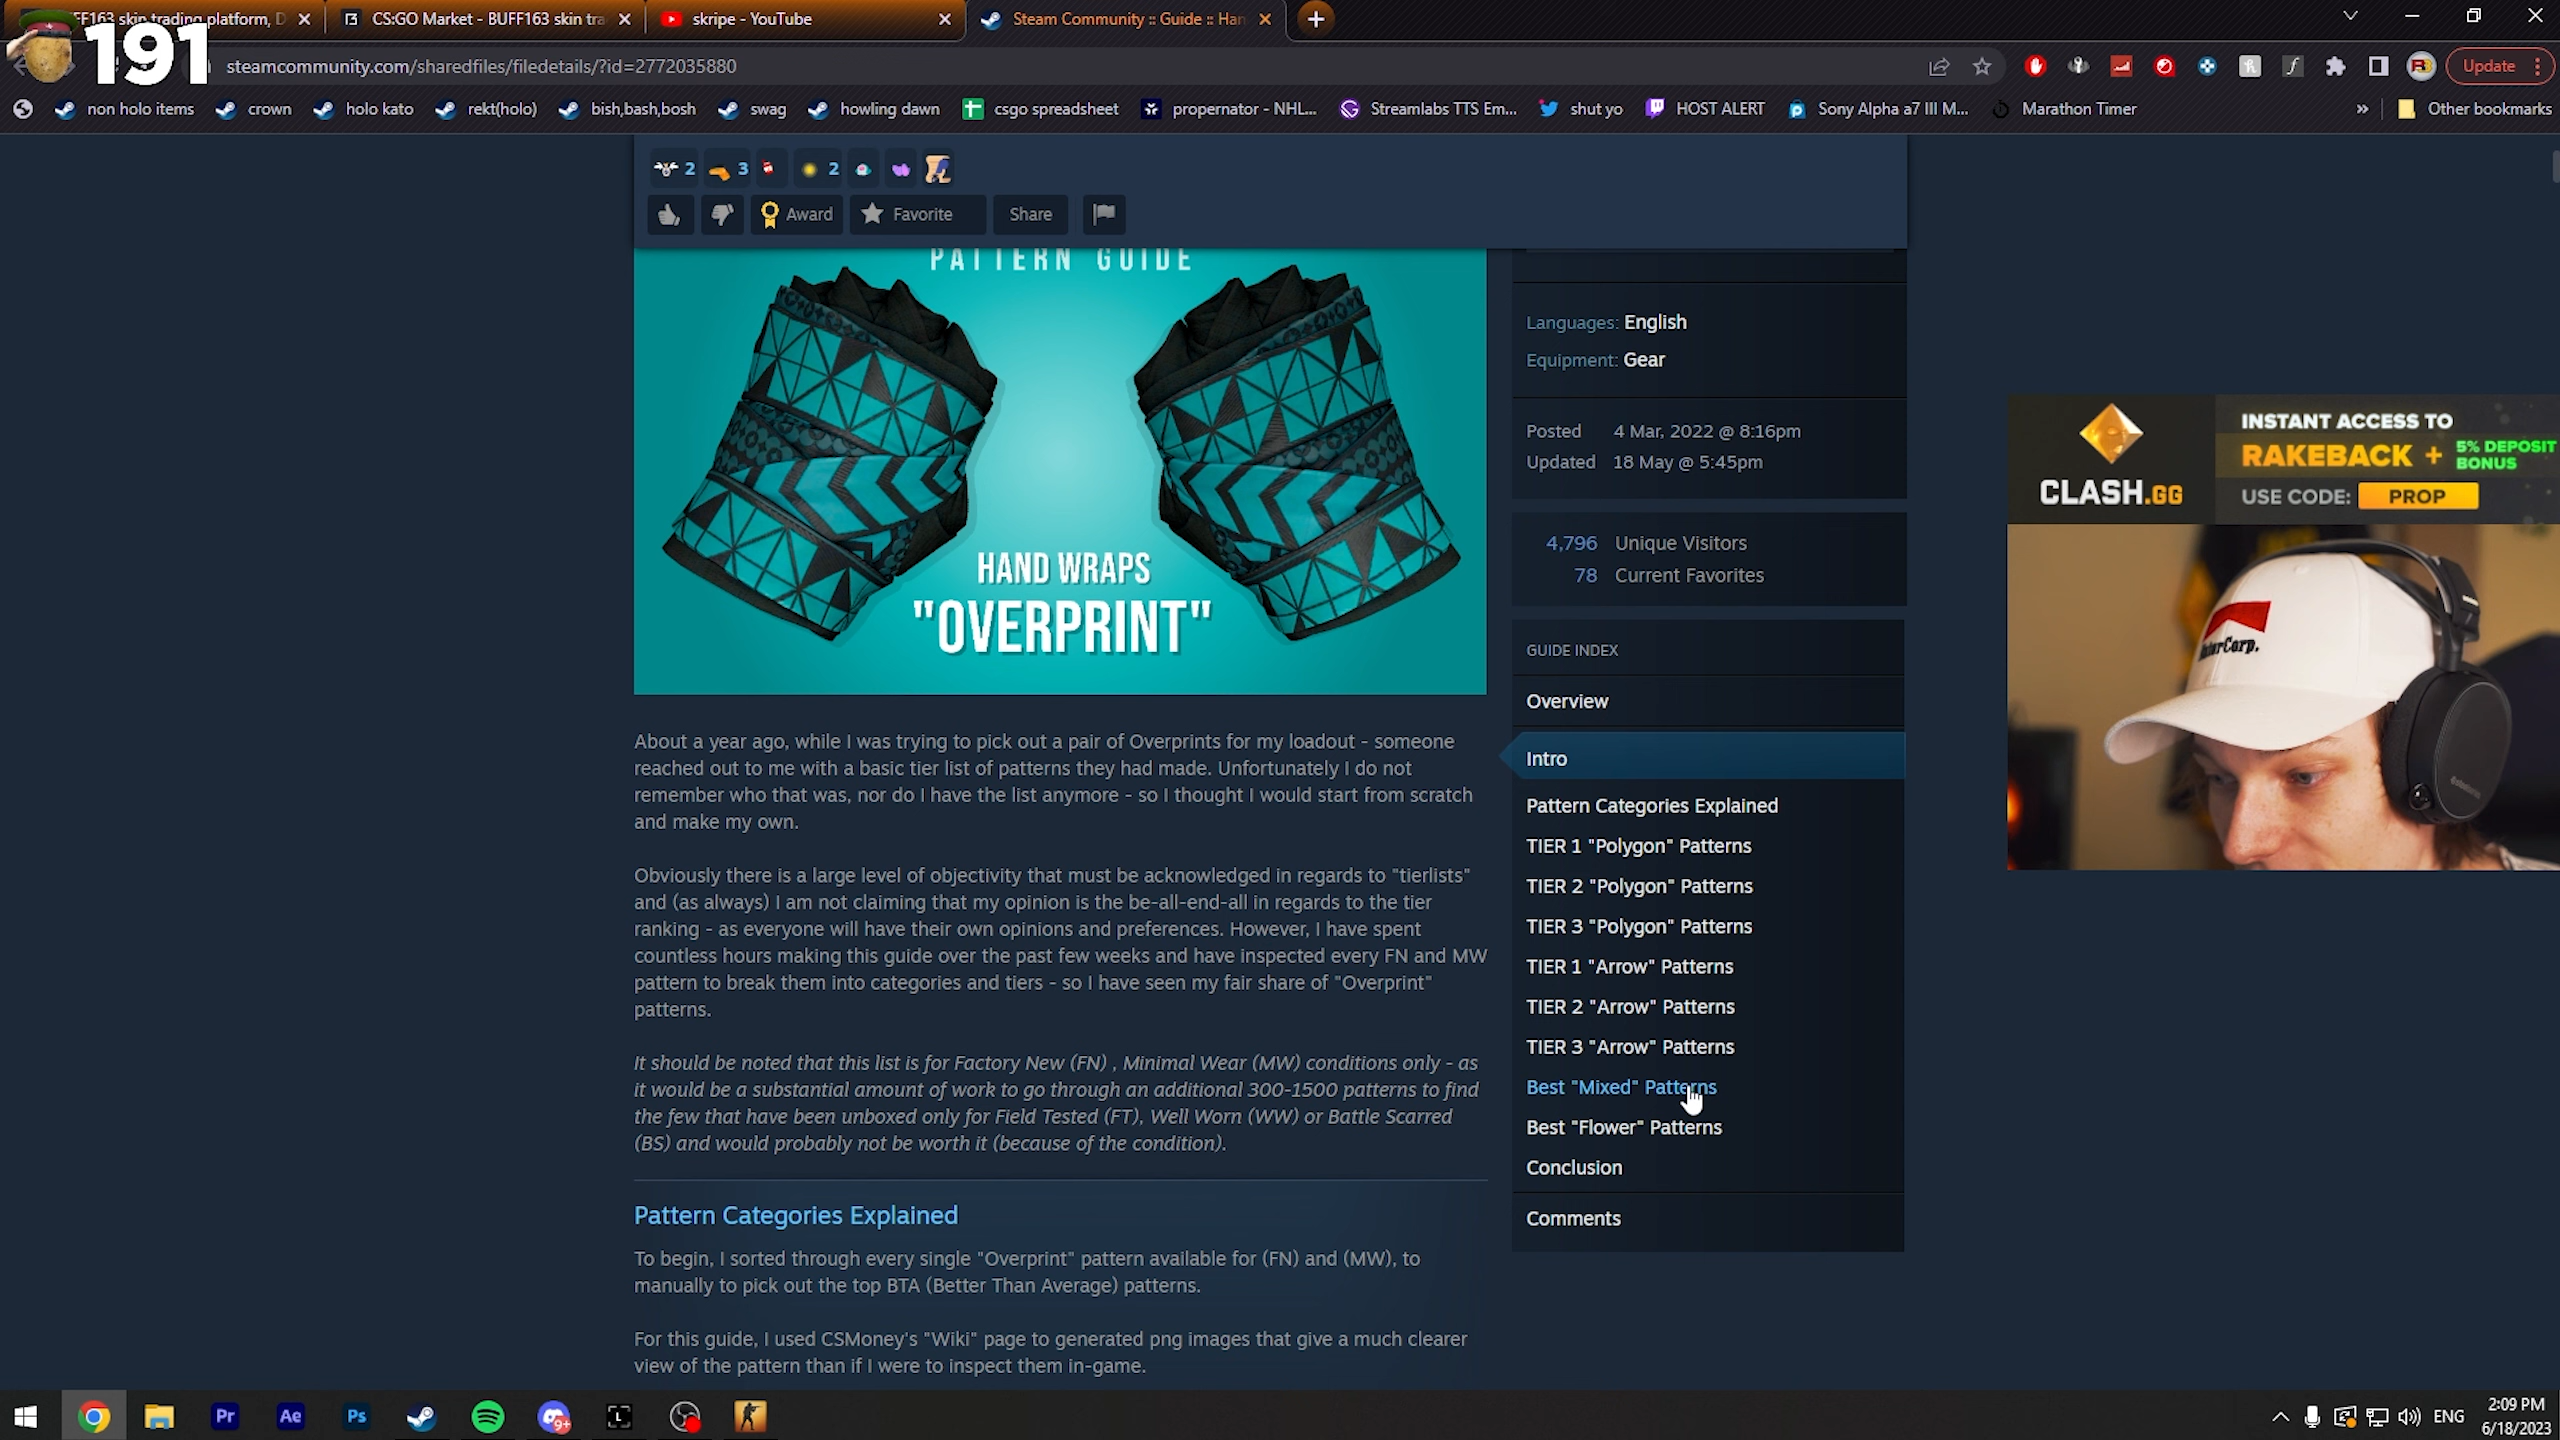 FF163 skin trading platform, D
CS:GO Market - BUFF163 skin tra
skripe - YouTube
Steam Community :: Guide :: Han
191
steamcommunity.com/sharedfiles/filedetails/?id=2772035880
Update
non holo items
crown
holo kato
rekt(holo)
bish,bash,bosh
swag
howling dawn
csgo spreadsheet
propernator - NHL...
Streamlabs TTS Em...
shut yo
HOST ALERT
Sony Alpha a7 III M...
Marathon Timer
»
Other bookmarks
2
3
2
Award
Favorite
Share
PATTERN GUIDE
HAND WRAPS
"OVERPRINT"
About a year ago, while I was trying to pick out a pair of Overprints for my loadout - someone
reached out to me with a basic tier list of patterns they had made. Unfortunately I do not
remember who that was, nor do I have the list anymore - so I thought I would start from scratch
and make my own.
Obviously there is a large level of objectivity that must be acknowledged in regards to "tierlists"
and (as always) I am not claiming that my opinion is the be-all-end-all in regards to the tier
ranking - as everyone will have their own opinions and preferences. However, I have spent
countless hours making this guide over the past few weeks and have inspected every FN and MW
pattern to break them into categories and tiers - so I have seen my fair share of "Overprint"
patterns.
It should be noted that this list is for Factory New (FN) , Minimal Wear (MW) conditions only - as
it would be a substantial amount of work to go through an additional 300-1500 patterns to find
the few that have been unboxed only for Field Tested (FT), Well Worn (WW) or Battle Scarred
(BS) and would probably not be worth it (because of the condition).
Pattern Categories Explained
To begin, I sorted through every single "Overprint" pattern available for (FN) and (MW), to
manually to pick out the top BTA (Better Than Average) patterns.
For this guide, I used CSMoney's "Wiki" page to generated png images that give a much clearer
view of the pattern than if I were to inspect them in-game.
Languages: English
Equipment: Gear
Posted 4 Mar, 2022 @ 8:16pm
Updated 18 May @ 5:45pm
4,796 Unique Visitors
78 Current Favorites
GUIDE INDEX
Overview
Intro
Pattern Categories Explained
TIER 1 "Polygon" Patterns
TIER 2 "Polygon" Patterns
TIER 3 "Polygon" Patterns
TIER 1 "Arrow" Patterns
TIER 2 "Arrow" Patterns
TIER 3 "Arrow" Patterns
Best "Mixed" Patterns
Best "Flower" Patterns
Conclusion
Comments
CLASH.GG
INSTANT ACCESS TO
RAKEBACK + 5% DEPOSIT
BONUS
USE CODE: PROP
Corp.
Pr
Ae
Ps
9+
L
ENG
2:09 PM
6/18/2023